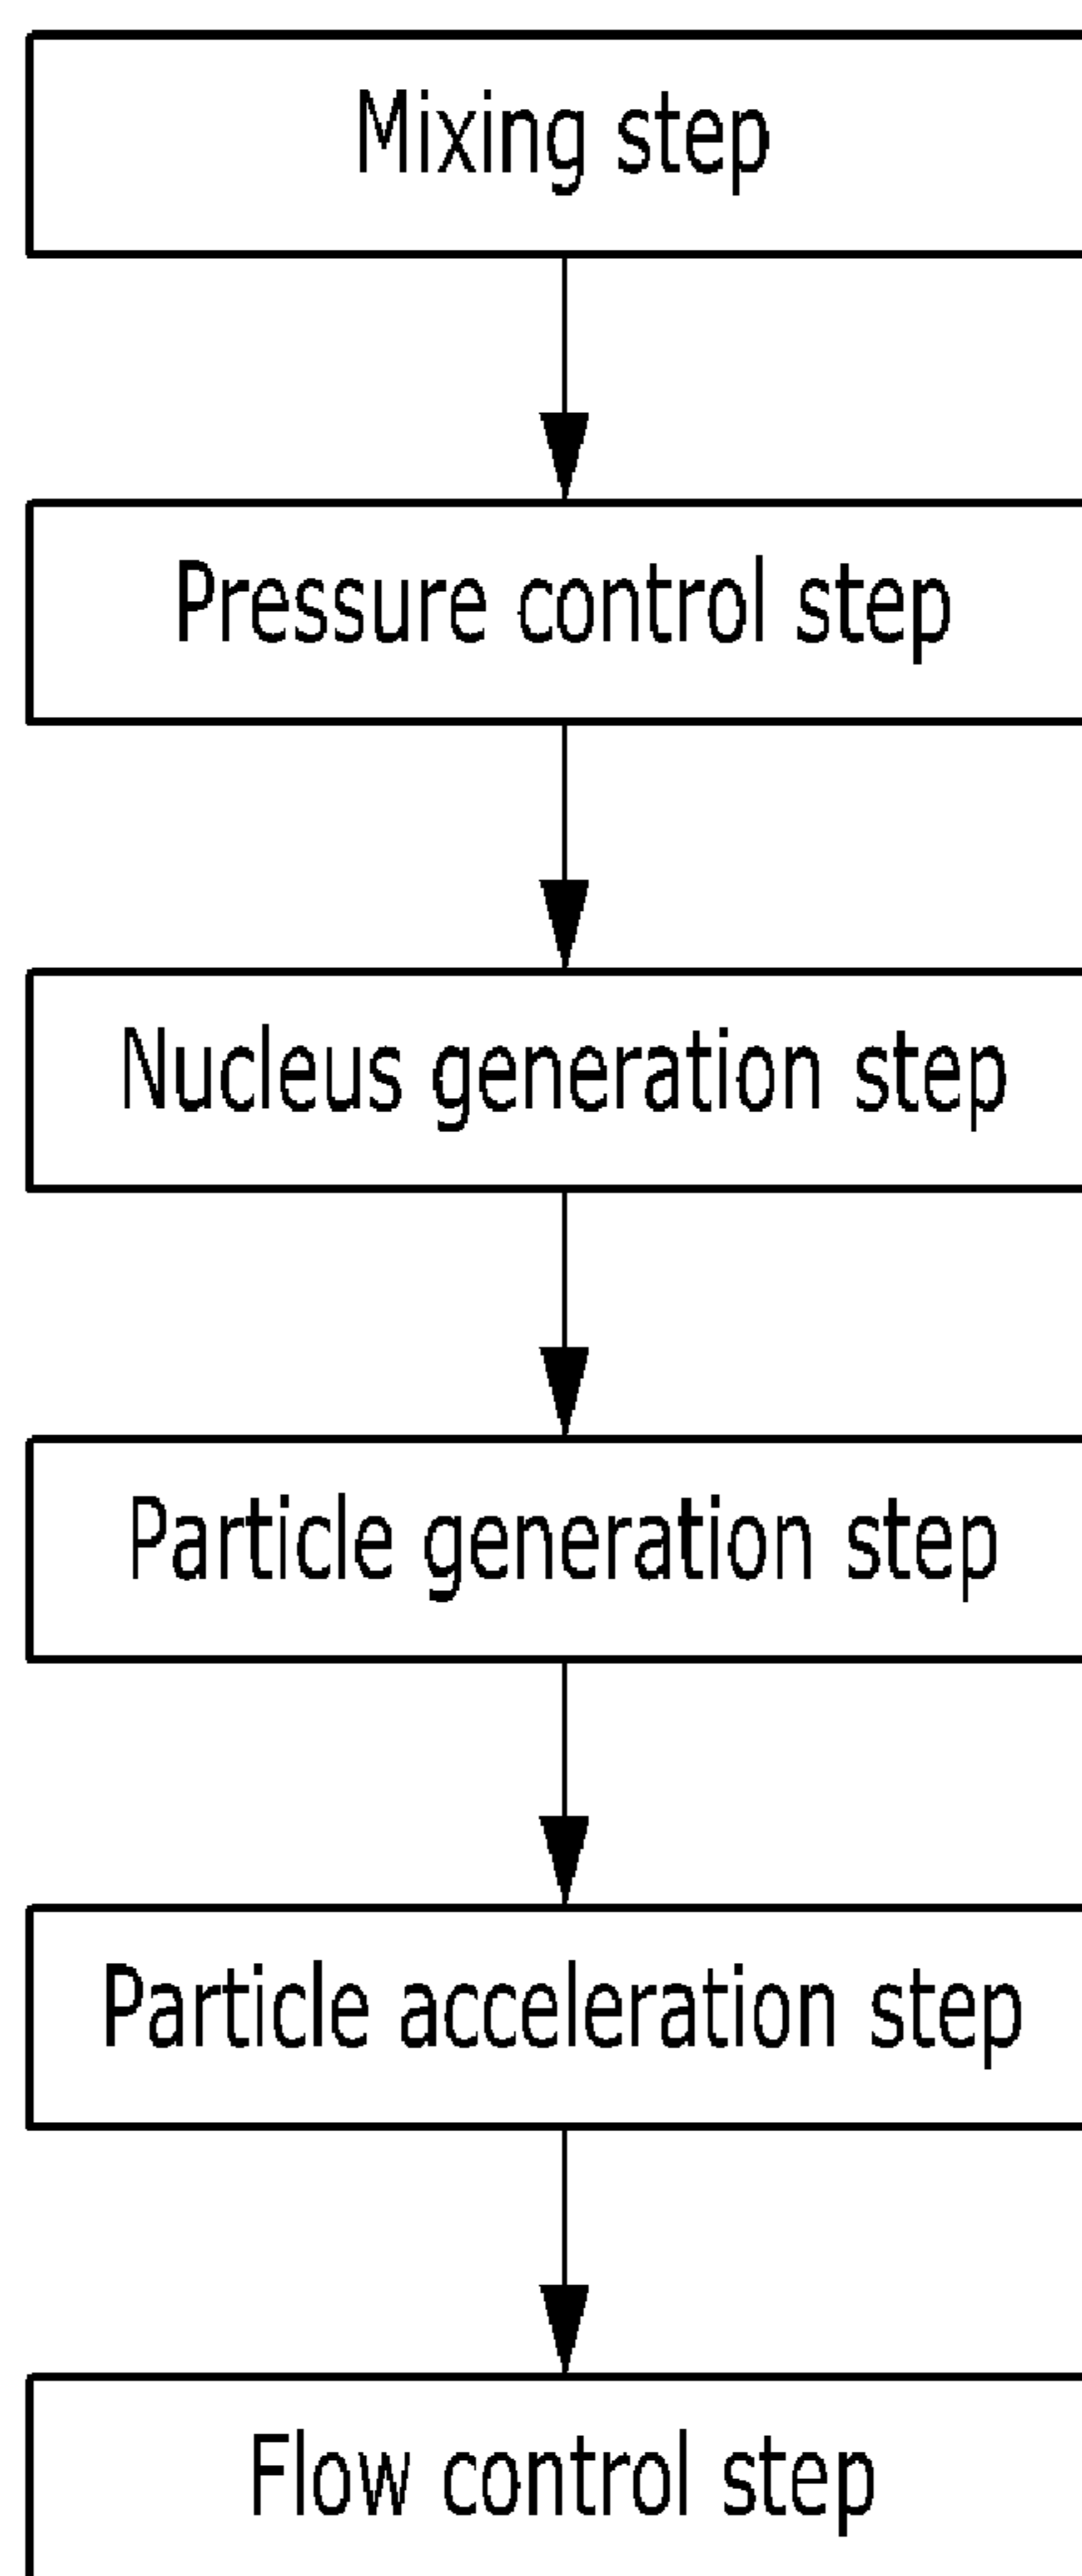 Mixing step
Pressure control step
Nucleus generation step
Particle generation step
Particle acceleration step
Flow control step